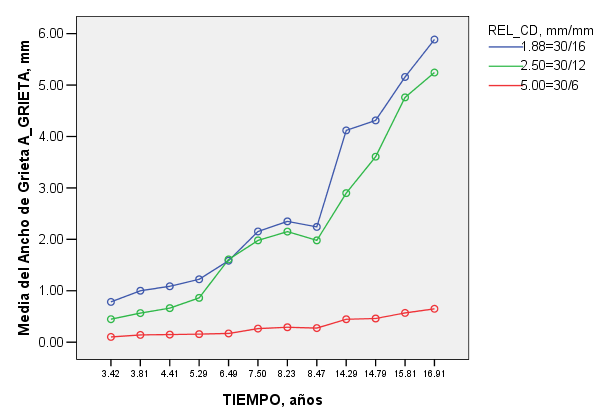 REL_CD, mm/mm
1.88=30/16
2.50=30/12
5.00=30/6
Media del Ancho de Grieta A_GRIETA, mm
6.00
5.00
4.00
3.00
2.00
1.00
0.00
3.42 3.81 4.41 5.29 6.49 7.50 8.23 8.47 14.29 14.79 15.81 16.91
TIEMPO, años